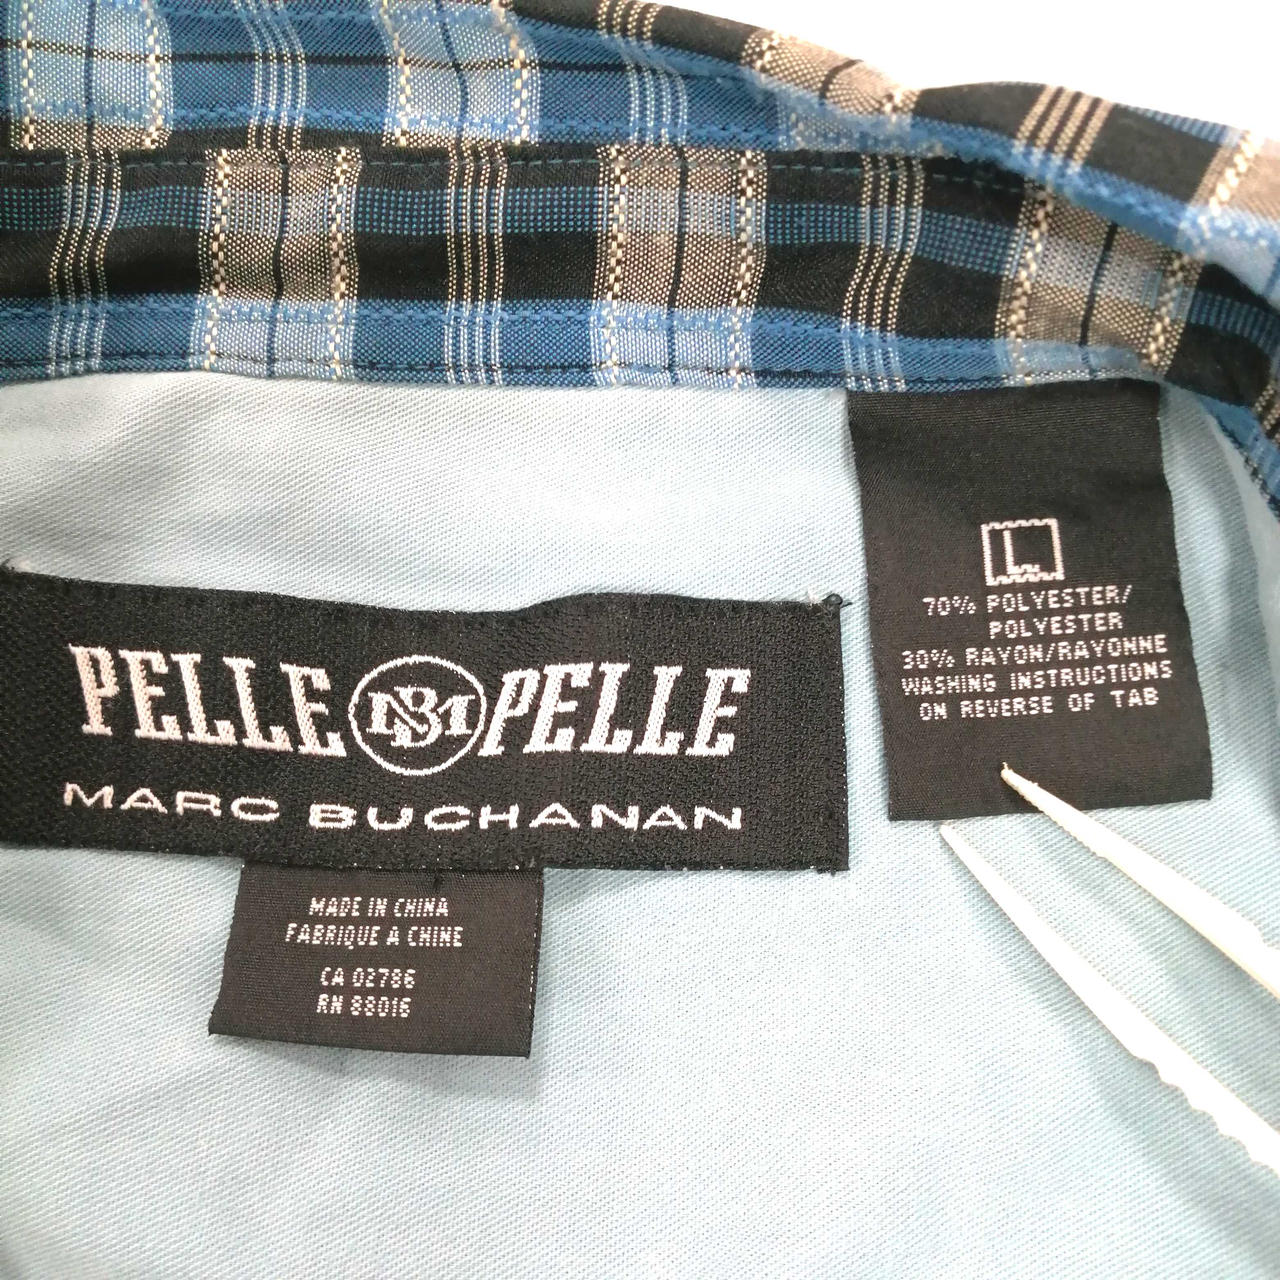 PELLE MB PELLE
MARC BUCHANAN
MADE IN CHINA
FABRIQUE A CHINE
CA 02786
RN 88016
L
70% POLYESTER/
POLYESTER
30% RAYON/RAYONNE
WASHING INSTRUCTIONS
ON REVERSE OF TAB